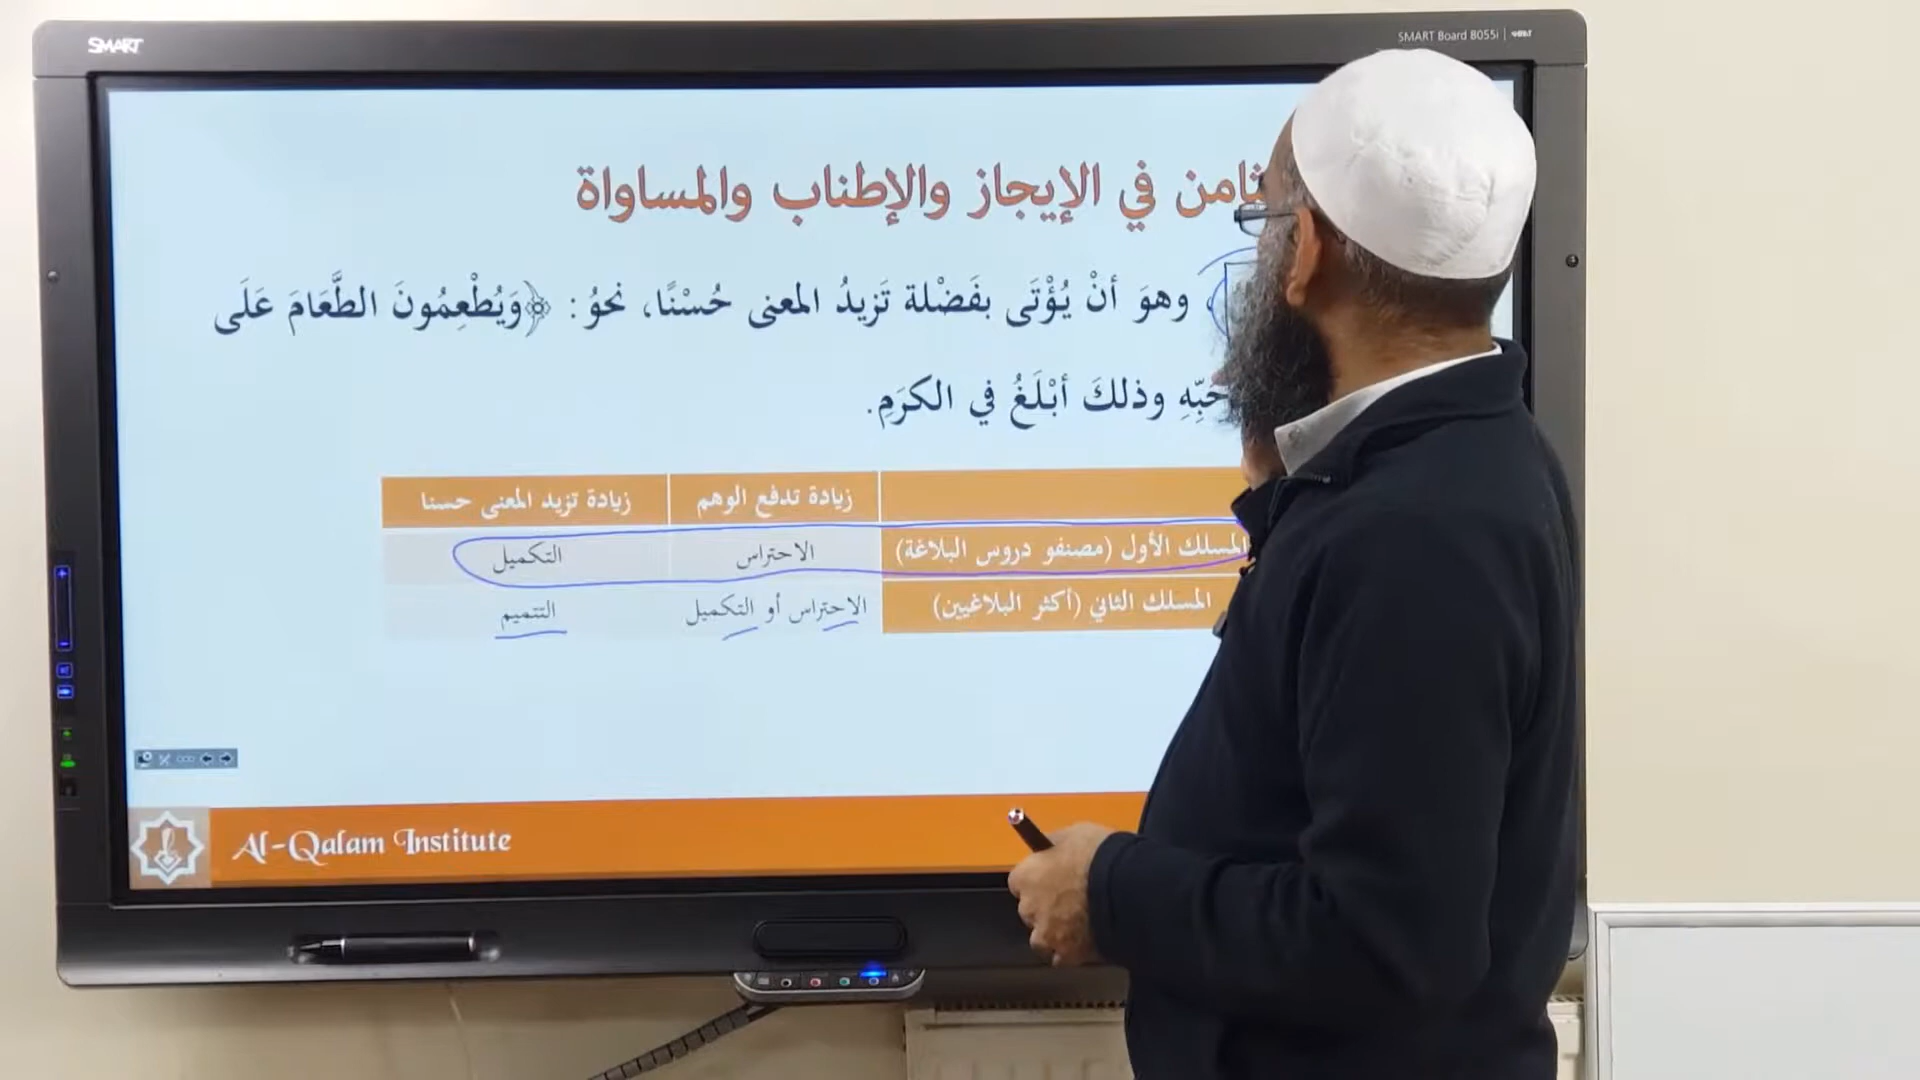 SMART
SMART Board 8055i
ثامن في الإيجاز والإطناب والمساواة
وهوَ أنْ يُؤْتَى بفَضْلة تَزيدُ المعنى حُسْنًا، نحوُ: ﴿وَيُطْعِمُونَ الطَّعَامَ عَلَى
حُبِّهِ وذلكَ أبْلَغُ في الكرَمِ.
زيادة تدفع الوهم زيادة تزيد المعنى حسنا
المسلك الأول (مصنفو دروس البلاغة) الاحتراس التكميل
المسلك الثاني (أكثر البلاغيين) الاحتراس أو التكميل التتميم
Al-Qalam Institute